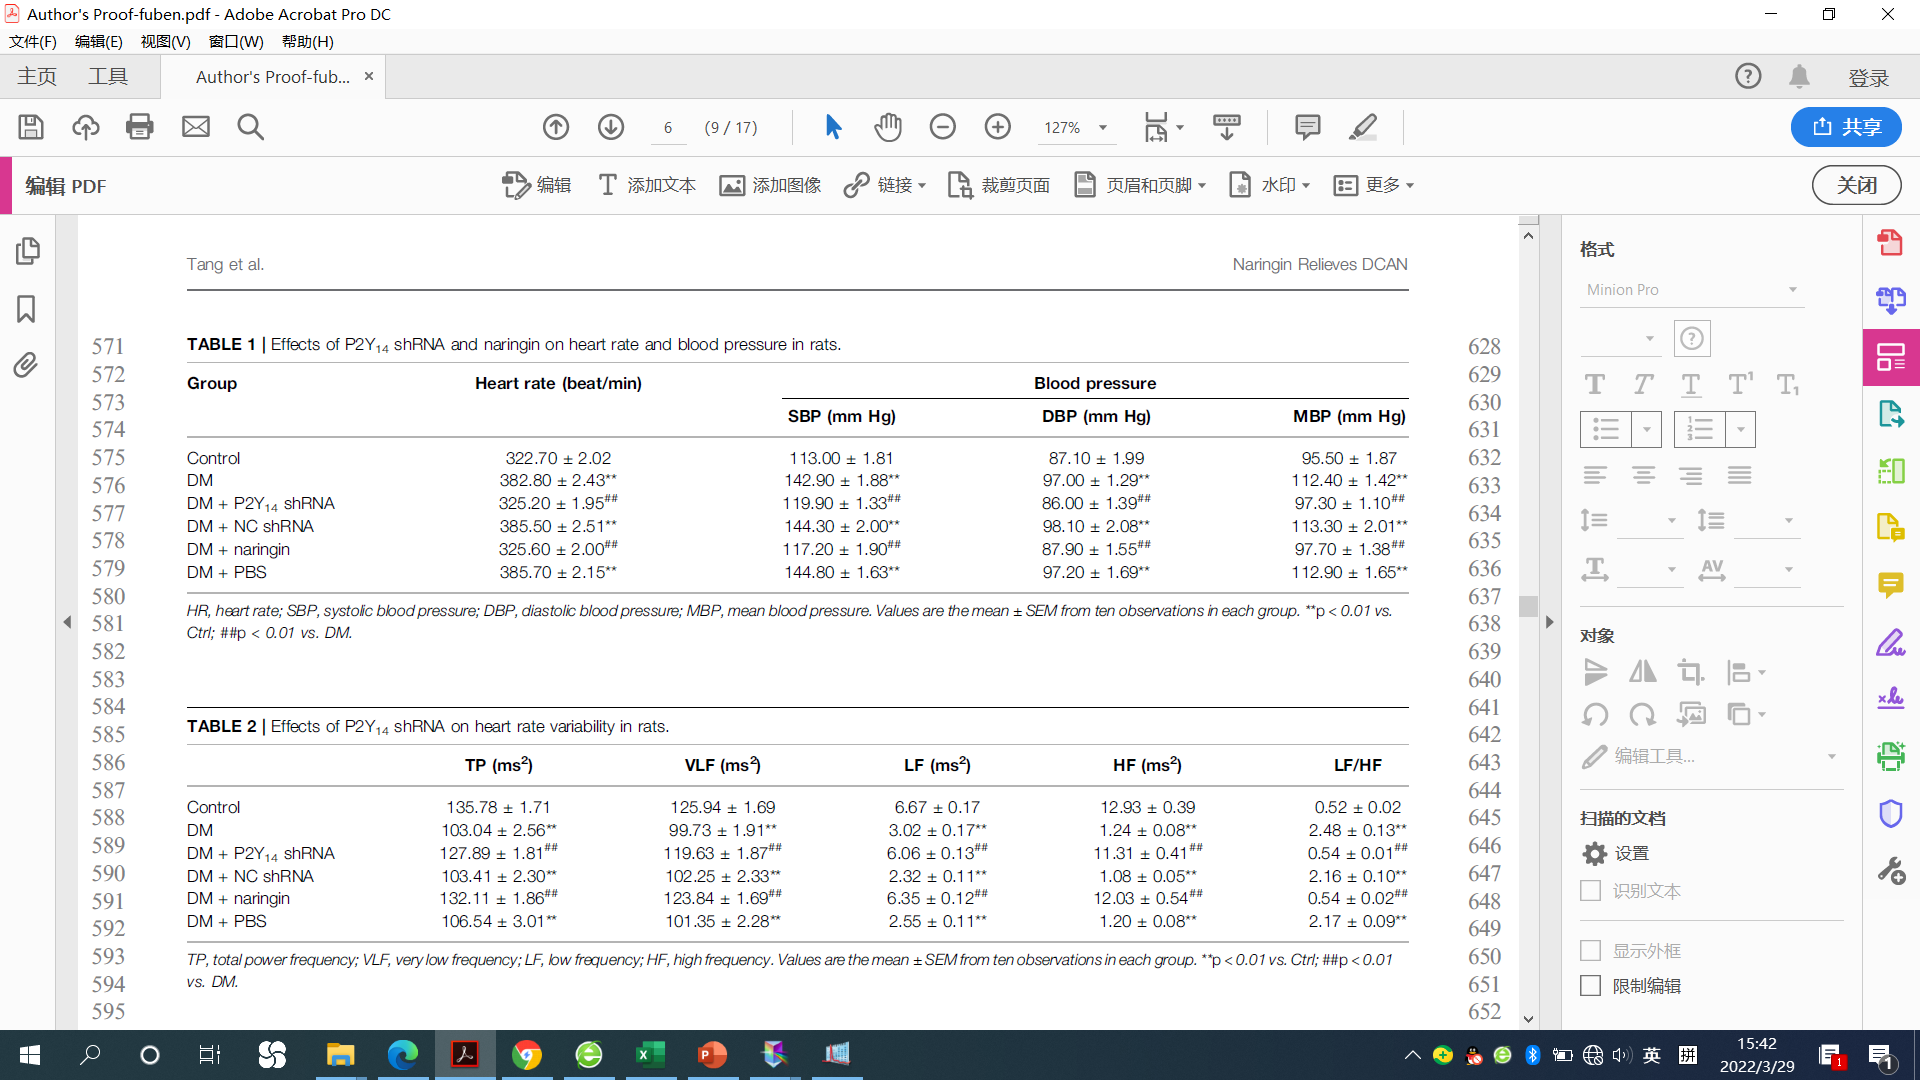 Author's Proof-fuben.pdf - Adobe Acrobat Pro DC
文件(F) 编辑(E) 视图(V) 窗口(W) 帮助(H)
主页 工具 Author's Proof-fub... × 登录
6 (9 / 17) 127% 共享
编辑 PDF 编辑 添加文本 添加图像 链接 裁剪页面 页眉和页脚 水印 更多 关闭
Tang et al. Naringin Relieves DCAN
571 TABLE 1 | Effects of P2Y14 shRNA and naringin on heart rate and blood pressure in rats. 628
572 Group Heart rate (beat/min) Blood pressure 629
573 630
574 SBP (mm Hg) DBP (mm Hg) MBP (mm Hg) 631
575 Control 322.70 ± 2.02 113.00 ± 1.81 87.10 ± 1.99 95.50 ± 1.87 632
576 DM 382.80 ± 2.43** 142.90 ± 1.88** 97.00 ± 1.29** 112.40 ± 1.42** 633
577 DM + P2Y14 shRNA 325.20 ± 1.95## 119.90 ± 1.33## 86.00 ± 1.39## 97.30 ± 1.10## 634
578 DM + NC shRNA 385.50 ± 2.51** 144.30 ± 2.00** 98.10 ± 2.08** 113.30 ± 2.01** 635
DM + naringin 325.60 ± 2.00## 117.20 ± 1.90## 87.90 ± 1.55## 97.70 ± 1.38##
579 DM + PBS 385.70 ± 2.15** 144.80 ± 1.63** 97.20 ± 1.69** 112.90 ± 1.65** 636
580 HR, heart rate; SBP, systolic blood pressure; DBP, diastolic blood pressure; MBP, mean blood pressure. Values are the mean ± SEM from ten observations in each group. **p < 0.01 vs. 637
581 Ctrl; ##p < 0.01 vs. DM. 638
582 639
583 640
584 641
585 TABLE 2 | Effects of P2Y14 shRNA on heart rate variability in rats. 642
586 TP (ms2) VLF (ms2) LF (ms2) HF (ms2) LF/HF 643
587 644
588 Control 135.78 ± 1.71 125.94 ± 1.69 6.67 ± 0.17 12.93 ± 0.39 0.52 ± 0.02 645
DM 103.04 ± 2.56** 99.73 ± 1.91** 3.02 ± 0.17** 1.24 ± 0.08** 2.48 ± 0.13**
589 DM + P2Y14 shRNA 127.89 ± 1.81## 119.63 ± 1.87## 6.06 ± 0.13## 11.31 ± 0.41## 0.54 ± 0.01## 646
590 DM + NC shRNA 103.41 ± 2.30** 102.25 ± 2.33** 2.32 ± 0.11** 1.08 ± 0.05** 2.16 ± 0.10** 647
591 DM + naringin 132.11 ± 1.86## 123.84 ± 1.69## 6.35 ± 0.12## 12.03 ± 0.54## 0.54 ± 0.02## 648
592 DM + PBS 106.54 ± 3.01** 101.35 ± 2.28** 2.55 ± 0.11** 1.20 ± 0.08** 2.17 ± 0.09** 649
593 TP, total power frequency; VLF, very low frequency; LF, low frequency; HF, high frequency. Values are the mean ± SEM from ten observations in each group. **p < 0.01 vs. Ctrl; ##p < 0.01 650
594 vs. DM. 651
595 652
格式
Minion Pro
对象
编辑工具...
扫描的文档
设置
识别文本
显示外框
限制编辑
英 拼 15:42
2022/3/29
1 1